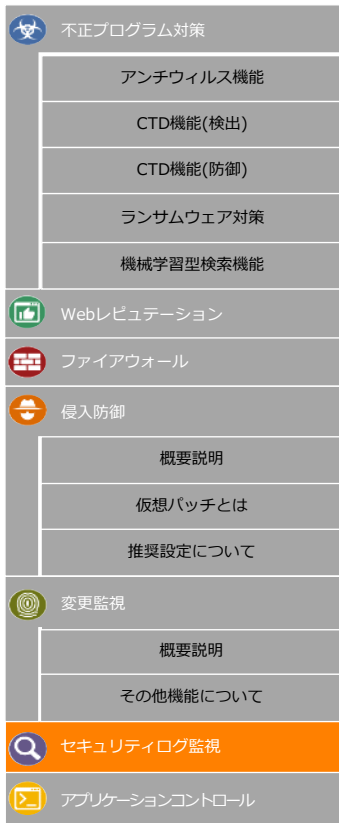 不正プログラム対策
アンチウィルス機能
CTD機能(検出)
CTD機能(防御)
ランサムウェア対策
機械学習型検索機能
Webレピュテーション
ファイアウォール
侵入防御
概要説明
仮想パッチとは
推奨設定について
変更監視
概要説明
その他機能について
セキュリティログ監視
アプリケーションコントロール